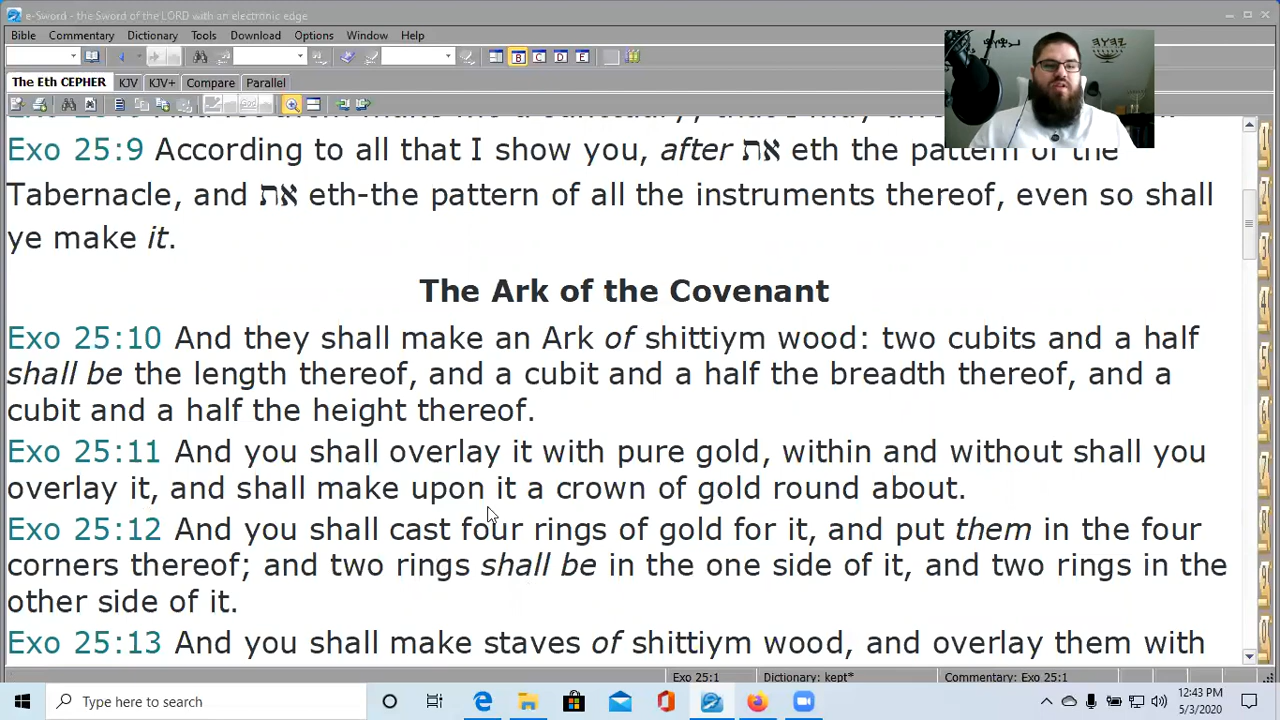 e-Sword - the Sword of the LORD with an electronic edge
Bible Commentary Dictionary Tools Download Options Window Help
B C D E
The Eth CEPHER KJV KJV+ Compare Parallel
Exo 25:9 According to all that I show you, after את eth the pattern of the
Tabernacle, and את eth-the pattern of all the instruments thereof, even so shall
ye make it.
The Ark of the Covenant
Exo 25:10 And they shall make an Ark of shittiym wood: two cubits and a half
shall be the length thereof, and a cubit and a half the breadth thereof, and a
cubit and a half the height thereof.
Exo 25:11 And you shall overlay it with pure gold, within and without shall you
overlay it, and shall make upon it a crown of gold round about.
Exo 25:12 And you shall cast four rings of gold for it, and put them in the four
corners thereof; and two rings shall be in the one side of it, and two rings in the
other side of it.
Exo 25:13 And you shall make staves of shittiym wood, and overlay them with
Exo 25:1 Dictionary: kept* Commentary: Exo 25:1
Type here to search
12:43 PM
5/3/2020